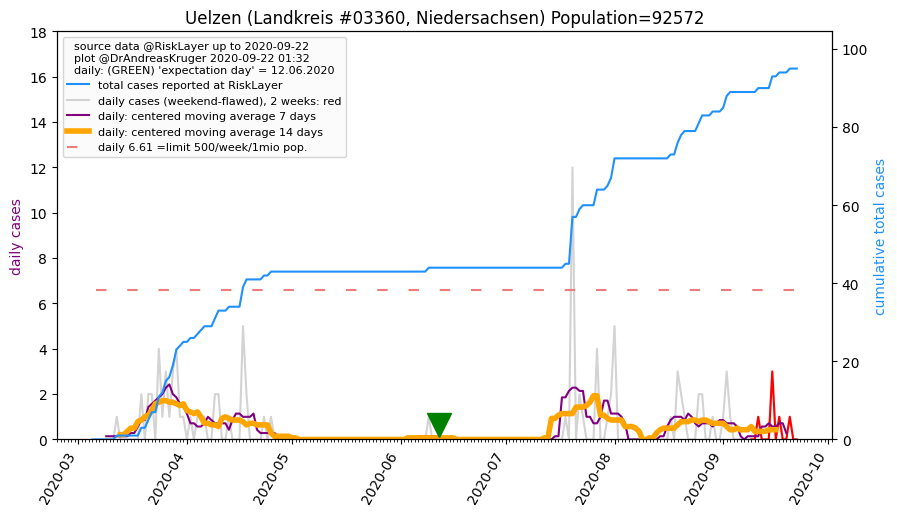 Uelzen (Landkreis #03360, Niedersachsen) Population=92572
source data @RiskLayer up to 2020-09-22
plot @DrAndreasKruger 2020-09-22 01:32
daily: (GREEN) 'expectation day' = 12.06.2020
total cases reported at RiskLayer
daily cases (weekend-flawed), 2 weeks: red
daily: centered moving average 7 days
daily: centered moving average 14 days
daily 6.61 =limit 500/week/1mio pop.
daily cases
18
16
14
12
10
8
6
4
2
0
cumulative total cases
100
80
60
40
20
0
2020-03
2020-04
2020-05
2020-06
2020-07
2020-08
2020-09
2020-10